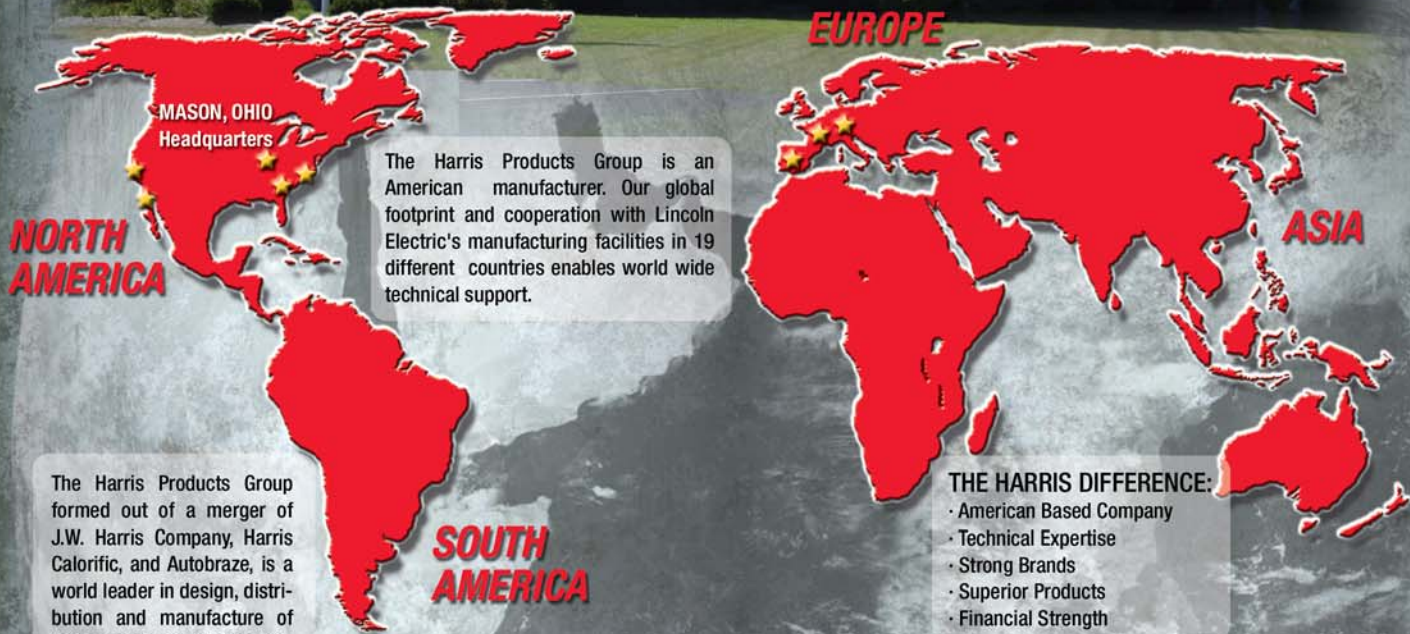 EUROPE
MASON, OHIO
Headquarters
The Harris Products Group is an
American manufacturer. Our global
footprint and cooperation with Lincoln
Electric's manufacturing facilities in 19
different countries enables world wide
technical support.
NORTH
AMERICA
ASIA
The Harris Products Group
formed out of a merger of
J.W. Harris Company, Harris
Calorific, and Autobraze, is a
world leader in design, distri-
bution and manufacture of
SOUTH
AMERICA
THE HARRIS DIFFERENCE:
· American Based Company
· Technical Expertise
· Strong Brands
· Superior Products
· Financial Strength